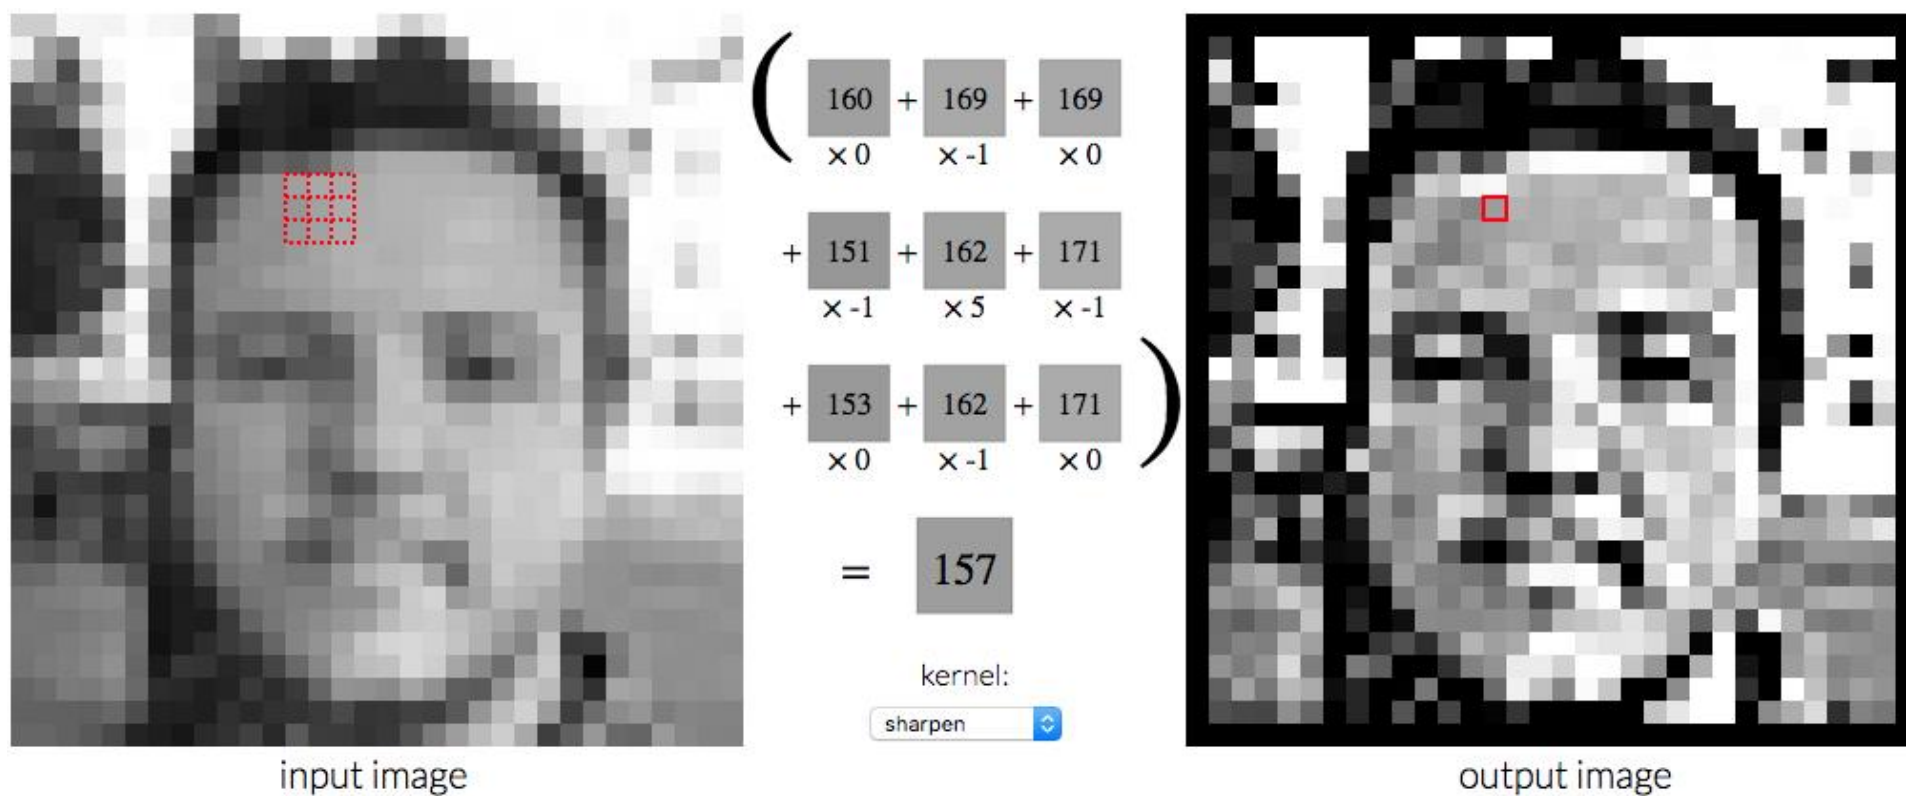 ( 160 + 169 + 169
×0 ×-1 ×0
+ 151 + 162 + 171
×-1 ×5 ×-1
+ 153 + 162 + 171 )
×0 ×-1 ×0
= 157
kernel:
sharpen
input image
output image